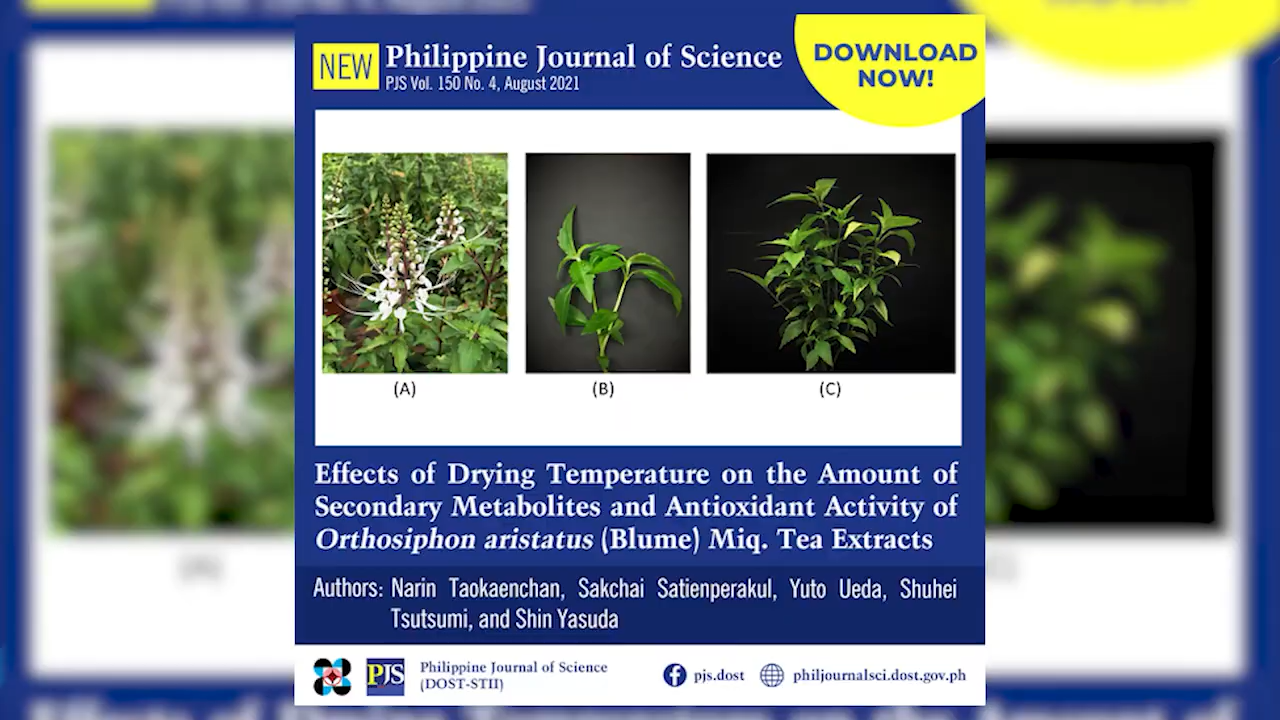 NEW
Philippine Journal of Science
PJS Vol. 150 No. 4, August 2021
DOWNLOAD
NOW!
(A)
(B)
(C)
Effects of Drying Temperature on the Amount of
Secondary Metabolites and Antioxidant Activity of
Orthosiphon aristatus (Blume) Miq. Tea Extracts
Authors: Narin Taokaenchan, Sakchai Satienperakul, Yuto Ueda, Shuhei
Tsutsumi, and Shin Yasuda
PJS
Philippine Journal of Science
(DOST-STII)
pjs.dost
philjournalsci.dost.gov.ph